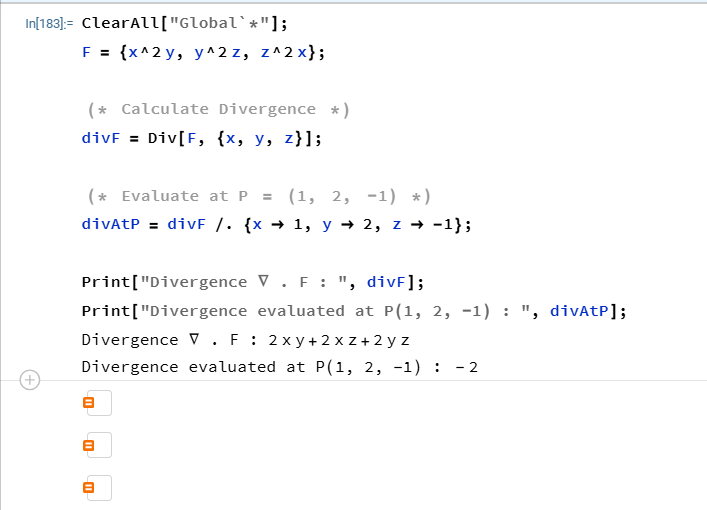 In[183]:= ClearAll["Global`*"];
F = {x^2 y, y^2 z, z^2 x};
(* Calculate Divergence *)
divF = Div[F, {x, y, z}];
(* Evaluate at P = (1, 2, -1) *)
divAtP = divF /. {x → 1, y → 2, z → -1};
Print["Divergence ∇ . F : ", divF];
Print["Divergence evaluated at P(1, 2, -1) : ", divAtP];
Divergence ∇ . F : 2 x y+2 x z+2 y z
Divergence evaluated at P(1, 2, -1) : -2